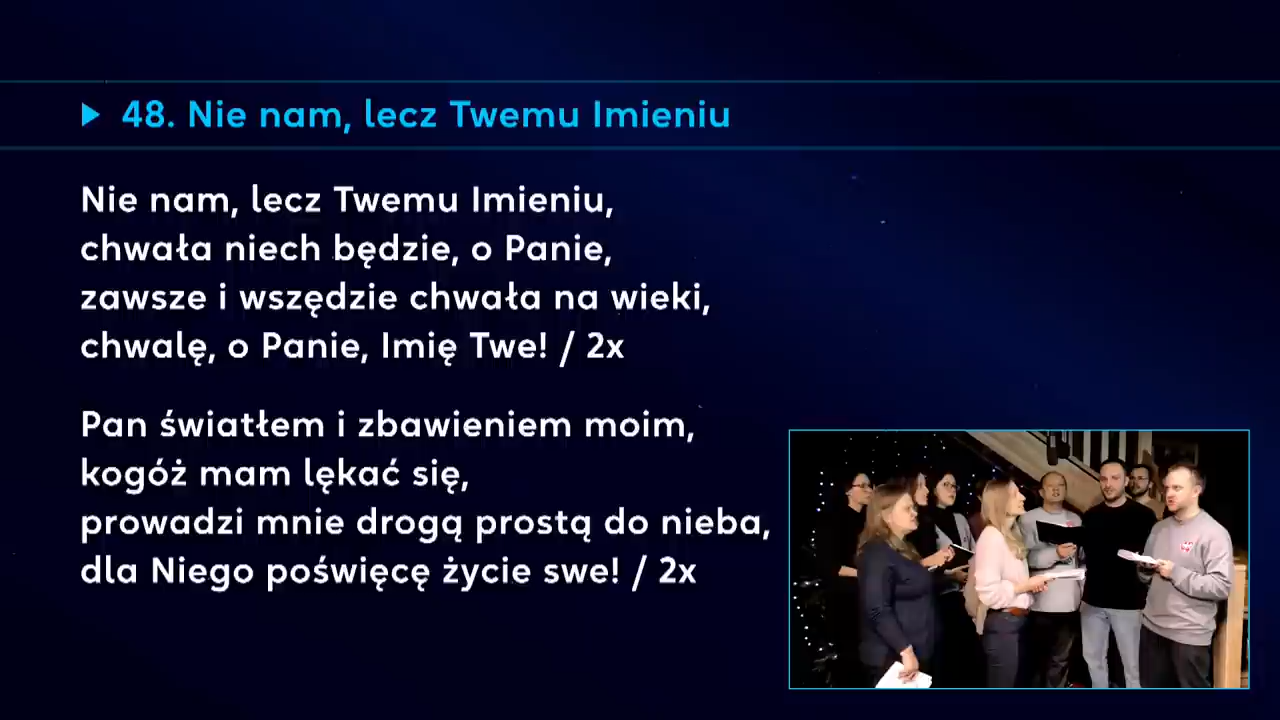 48. Nie nam, lecz Twemu Imieniu
Nie nam, lecz Twemu Imieniu,
chwała niech będzie, o Panie,
zawsze i wszędzie chwała na wieki,
chwalę, o Panie, Imię Twe! / 2x
Pan światłem i zbawieniem moim,
kogóż mam lękać się,
prowadzi mnie drogą prostą do nieba,
dla Niego poświęcę życie swe! / 2x